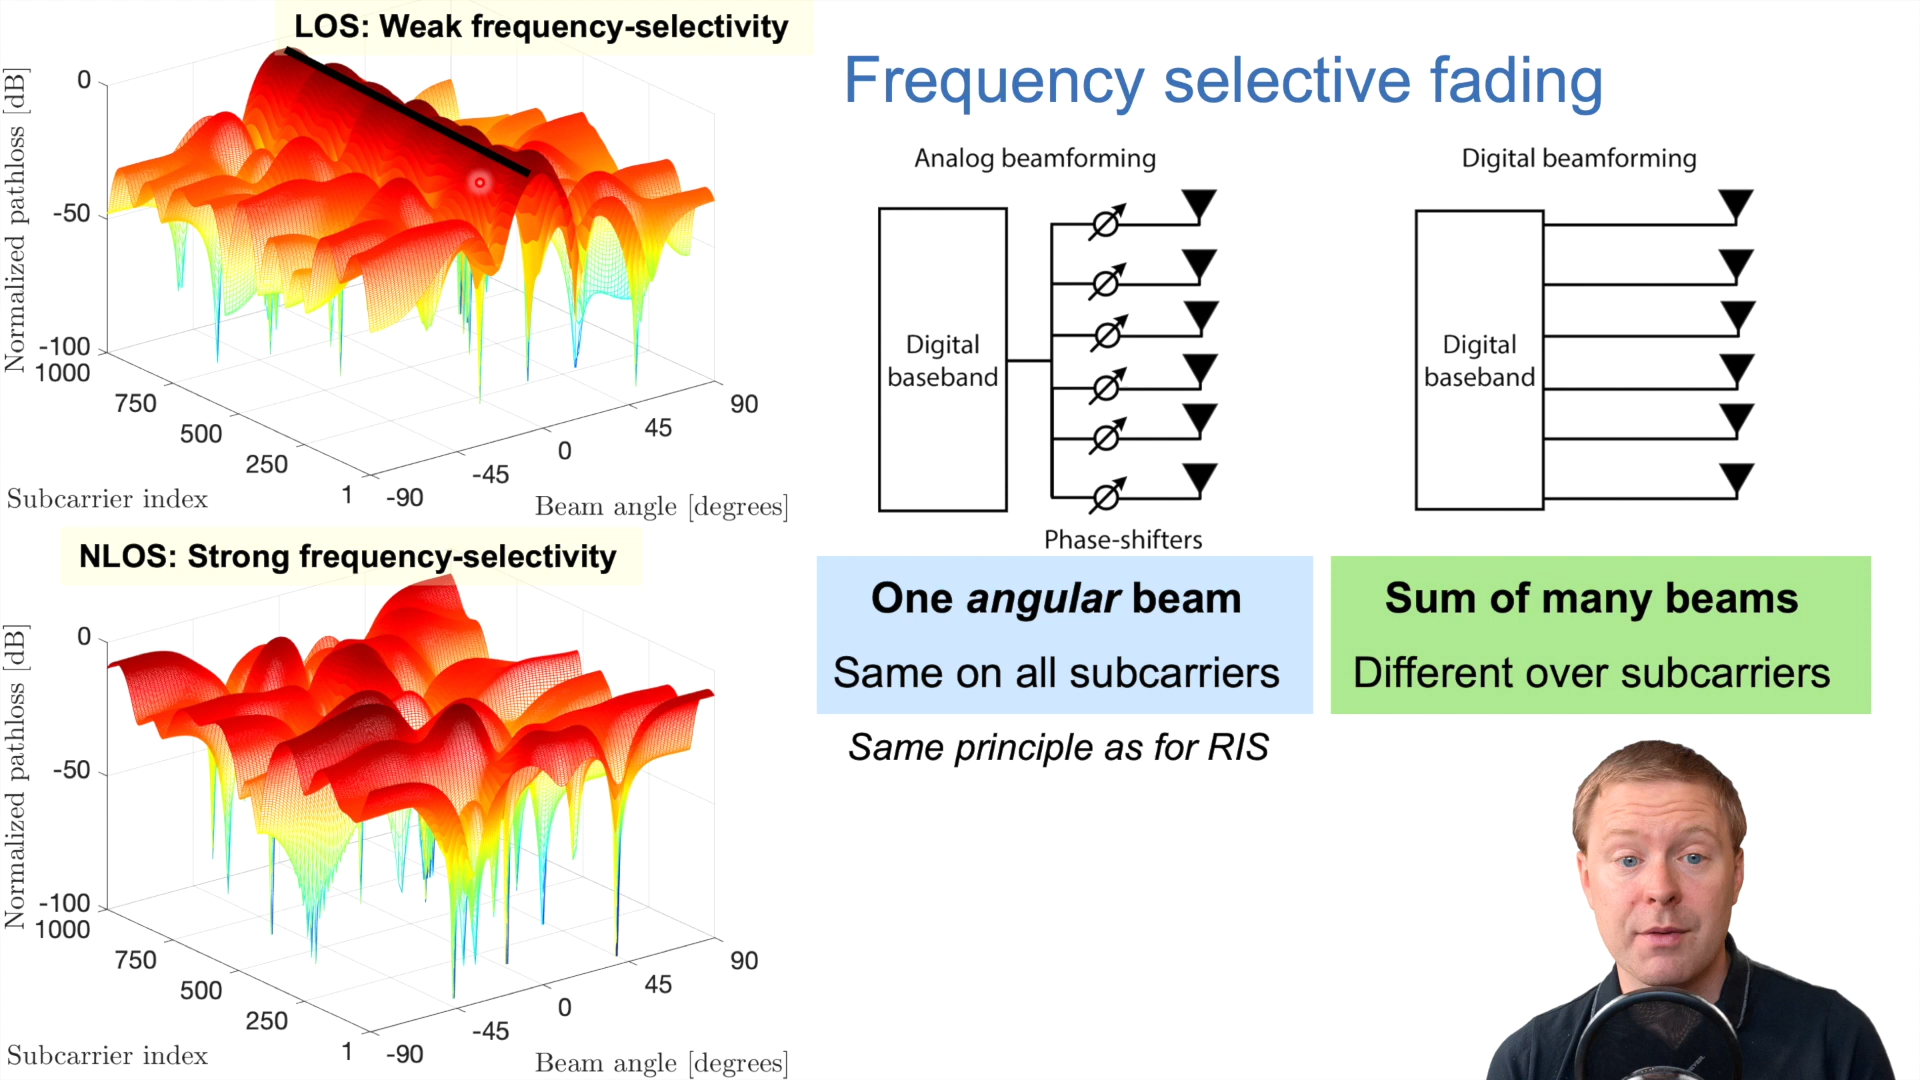 LOS: Weak frequency-selectivity
Normalized pathloss [dB]
0
-50
-100
1000
750
500
250
1
-90
-45
0
45
90
Subcarrier index
Beam angle [degrees]
NLOS: Strong frequency-selectivity
Normalized pathloss [dB]
0
-50
-100
1000
750
500
250
1
-90
-45
0
45
90
Subcarrier index
Beam angle [degrees]
Frequency selective fading
Analog beamforming
Digital
baseband
Phase-shifters
Digital beamforming
Digital
baseband
One angular beam
Same on all subcarriers
Same principle as for RIS
Sum of many beams
Different over subcarriers